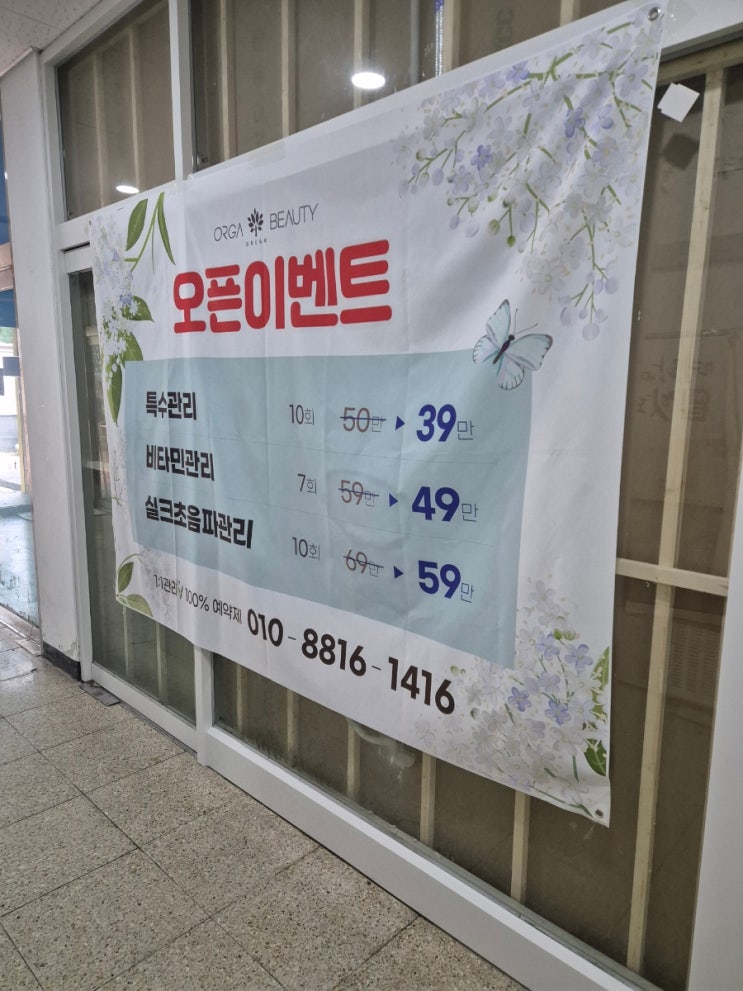 ORGA BEAUTY
ORGAN
오픈이벤트
특수관리 10회 50만 ▶ 39만
비타민관리 7회 59만 ▶ 49만
실크초음파관리 10회 69만 ▶ 59만
1:1관리 / 100% 예약제 010-8816-1416